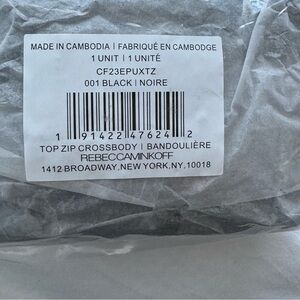 MADE IN CAMBODIA | FABRIQUÉ EN CAMBODGE
1 UNIT | 1 UNITÉ
CF23EPUXTZ
001 BLACK | NOIRE
1 91422 47624 2
TOP ZIP CROSSBODY | BANDOULIÈRE
REBECCAMINKOFF
1412 BROADWAY, NEW YORK, NY, 10018